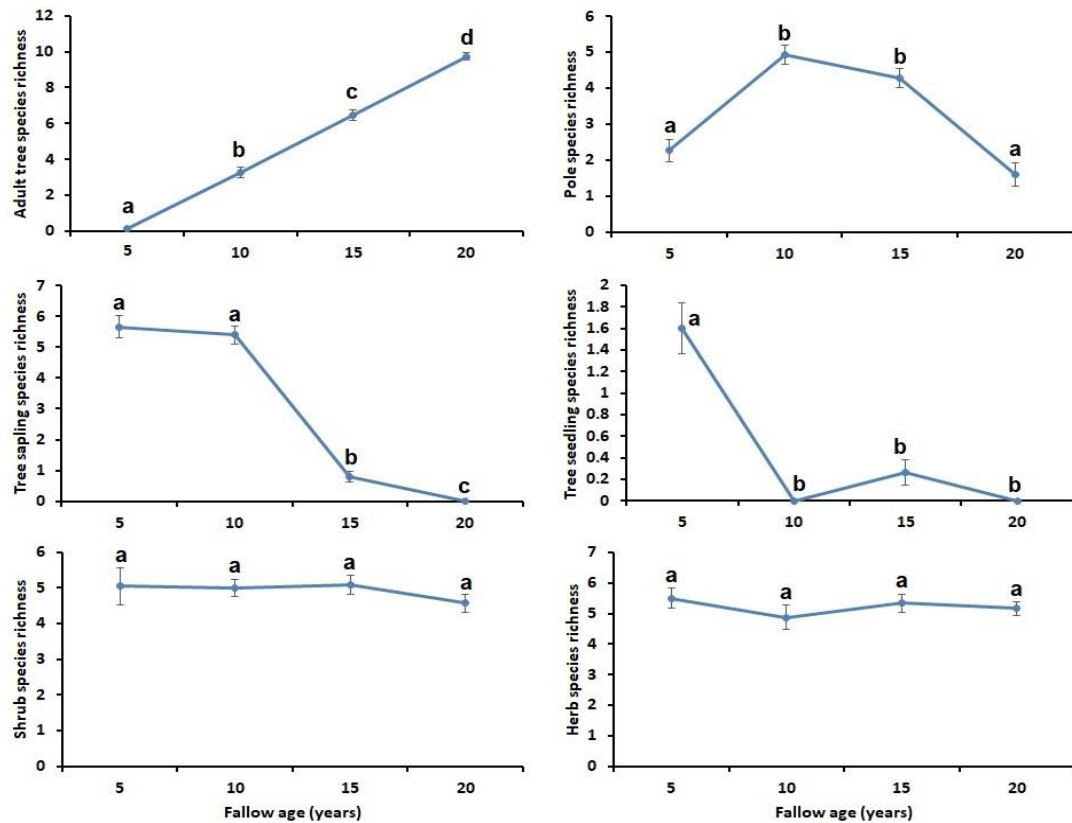 Adult tree species richness
12
10
8
6
4
2
0
a
b
c
d
5 10 15 20
Pole species richness
6
5
4
3
2
1
0
a
b
b
a
5 10 15 20
Tree sapling species richness
7
6
5
4
3
2
1
0
a
a
b
c
5 10 15 20
Tree seedling species richness
2
1.8
1.6
1.4
1.2
1
0.8
0.6
0.4
0.2
0
a
b
b
b
5 10 15 20
Shrub species richness
6
5
4
3
2
1
0
a
a
a
a
5 10 15 20
Fallow age (years)
Herb species richness
7
6
5
4
3
2
1
0
a
a
a
a
5 10 15 20
Fallow age (years)